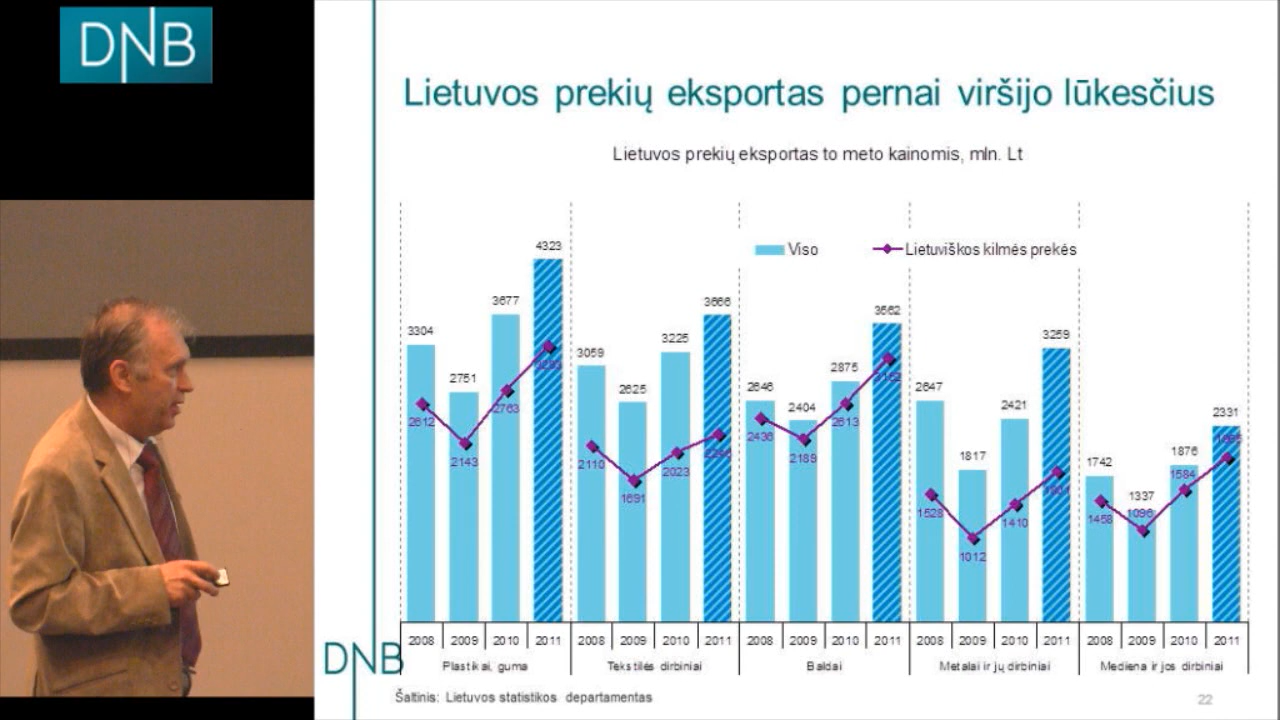 DNB
Lietuvos prekių eksportas pernai viršijo lūkesčius
Lietuvos prekių eksportas to meto kainomis, mln. Lt
Viso
Lietuviškos kilmės prekės
3304 2751 3677 4323
2612 2143 2763
3059 2625 3225 3666
2110 1691 2023
2646 2404 2875 3562
2436 2189 2613
2647 1817 2421 3259
1528 1012 1410
1742 1337 1876 2331
1458 1096 1584
2008 2009 2010 2011 2008 2009 2010 2011 2008 2009 2010 2011 2008 2009 2010 2011 2008 2009 2010 2011
Plastikai, guma Tekstilės dirbiniai Baldai Metalai ir jų dirbiniai Mediena ir jos dirbiniai
DNB
Šaltinis: Lietuvos statistikos departamentas
22